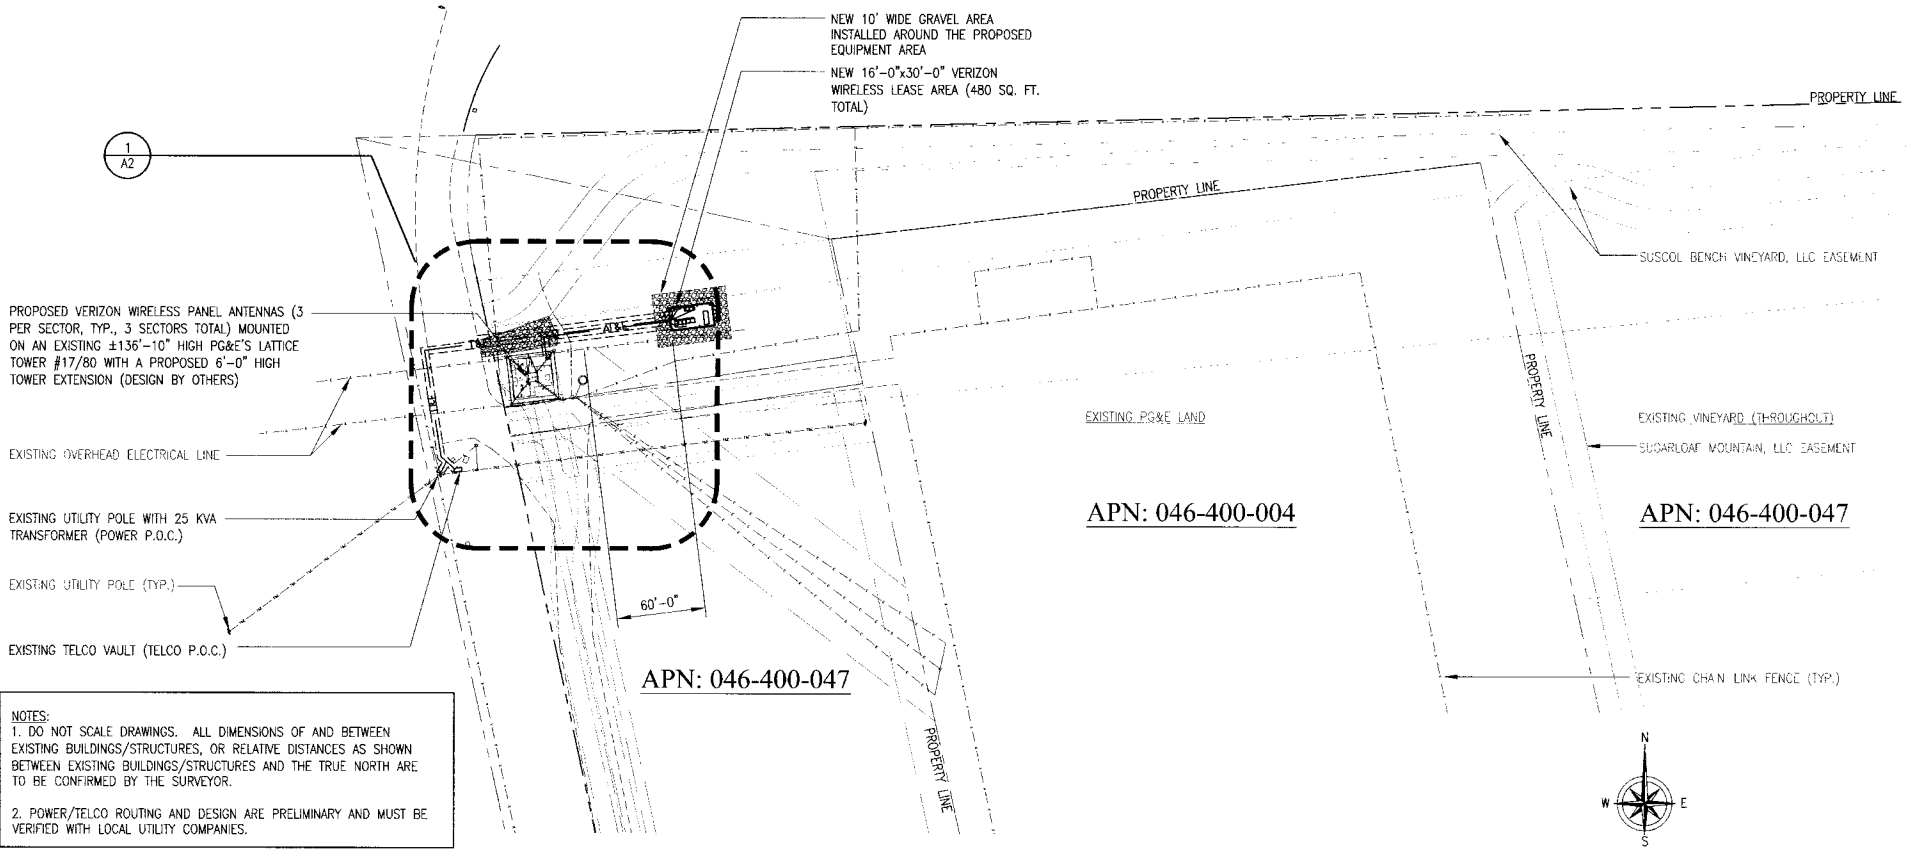 NEW 10' WIDE GRAVEL AREA
INSTALLED AROUND THE PROPOSED
EQUIPMENT AREA
NEW 16'-0"x30'-0" VERIZON
WIRELESS LEASE AREA (480 SQ. FT.
TOTAL)
PROPERTY LINE
1
A2
PROPERTY LINE
SUSCOL BENCH VINEYARD, LLC EASEMENT
PROPOSED VERIZON WIRELESS PANEL ANTENNAS (3
PER SECTOR, TYP., 3 SECTORS TOTAL) MOUNTED
ON AN EXISTING ±136'-10" HIGH PG&E'S LATTICE
TOWER #17/80 WITH A PROPOSED 6'-0" HIGH
TOWER EXTENSION (DESIGN BY OTHERS)
PROPERTY LINE
EXISTING PG&E LAND
EXISTING VINEYARD (THROUGHOUT)
SUGARLOAF MOUNTAIN, LLC EASEMENT
EXISTING OVERHEAD ELECTRICAL LINE
APN: 046-400-004
APN: 046-400-047
EXISTING UTILITY POLE WITH 25 KVA
TRANSFORMER (POWER P.O.C.)
EXISTING UTILITY POLE (TYP.)
60'-0"
EXISTING TELCO VAULT (TELCO P.O.C.)
APN: 046-400-047
EXISTING CHAIN LINK FENCE (TYP.)
PROPERTY LINE
NOTES:
1. DO NOT SCALE DRAWINGS. ALL DIMENSIONS OF AND BETWEEN
EXISTING BUILDINGS/STRUCTURES, OR RELATIVE DISTANCES AS SHOWN
BETWEEN EXISTING BUILDINGS/STRUCTURES AND THE TRUE NORTH ARE
TO BE CONFIRMED BY THE SURVEYOR.
2. POWER/TELCO ROUTING AND DESIGN ARE PRELIMINARY AND MUST BE
VERIFIED WITH LOCAL UTILITY COMPANIES.
N
W
E
S